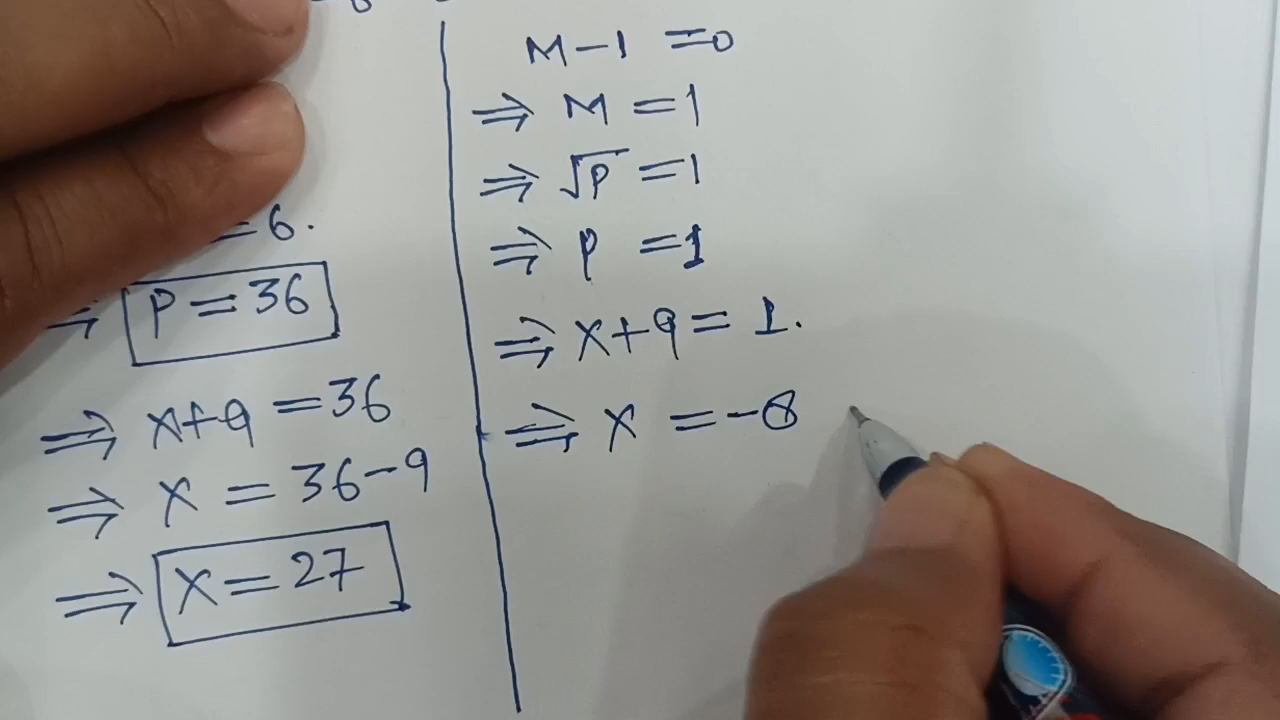 = 6.
⇒ P = 36
⇒ x+9 = 36
⇒ x = 36-9
⇒ x = 27
M-1 = 0
⇒ M = 1
⇒ √P = 1
⇒ P = 1
⇒ x+9 = 1.
⇒ x = -8